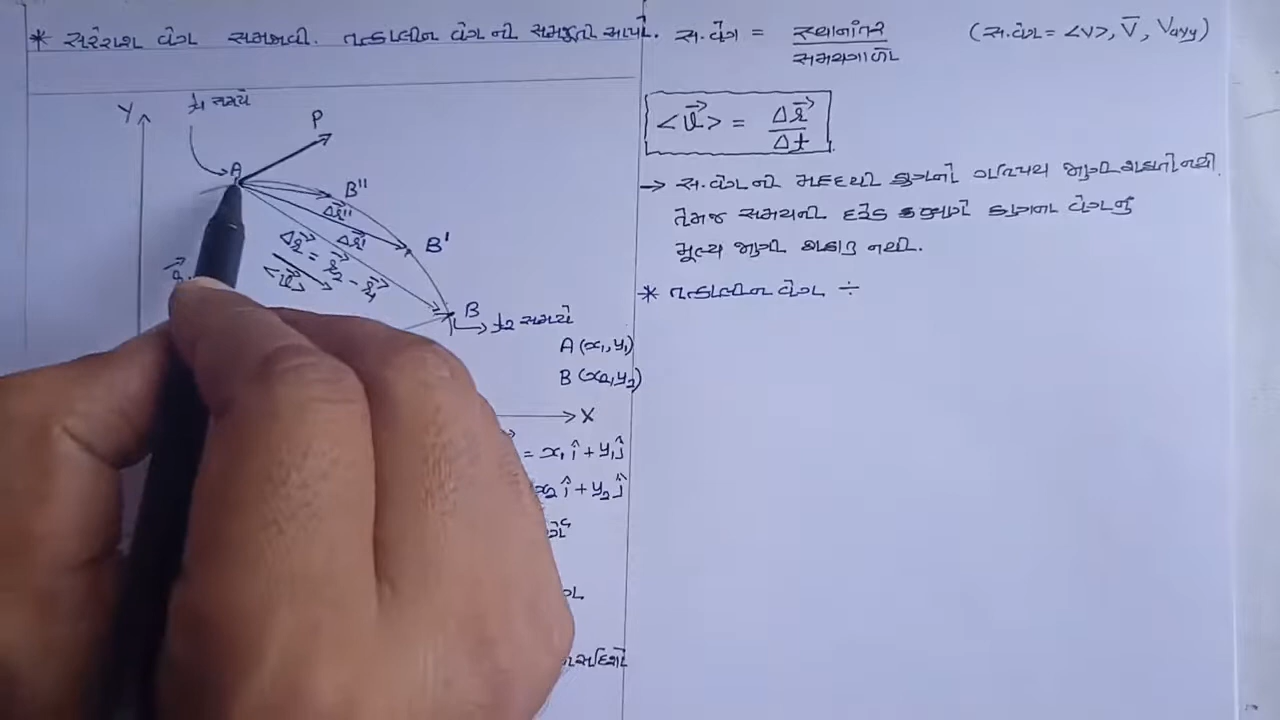 * સરેરાશ વેગ સમજાવી. તત્કાલીન વેગ ની સમજુતી આપો.
t₁ સમયે
Y
P
A
B"
Δr⃗"
B'
Δr⃗'
Δr⃗ = r⃗₂ - r⃗₁
<v⃗>
B
t₂ સમયે
A (x₁, y₁)
B (x₂, y₂)
X
= x₁ î + y₁ ĵ
x₂ î + y₂ ĵ
સ.વેગ = સ્થાનાંતર / સમયગાળો
(સ.વેગ = <v>, V̄, Vavg)
<v⃗> = Δr⃗ / Δt
→ સ.વેગ ની મદદથી કણનો ગતિપથ જાણી શકાતો નથી.
તેમજ સમયની દરેક ક્ષણે કણના વેગનું
મૂલ્ય જાણી શકાતુ નથી.
* તત્કાલીન વેગ ÷